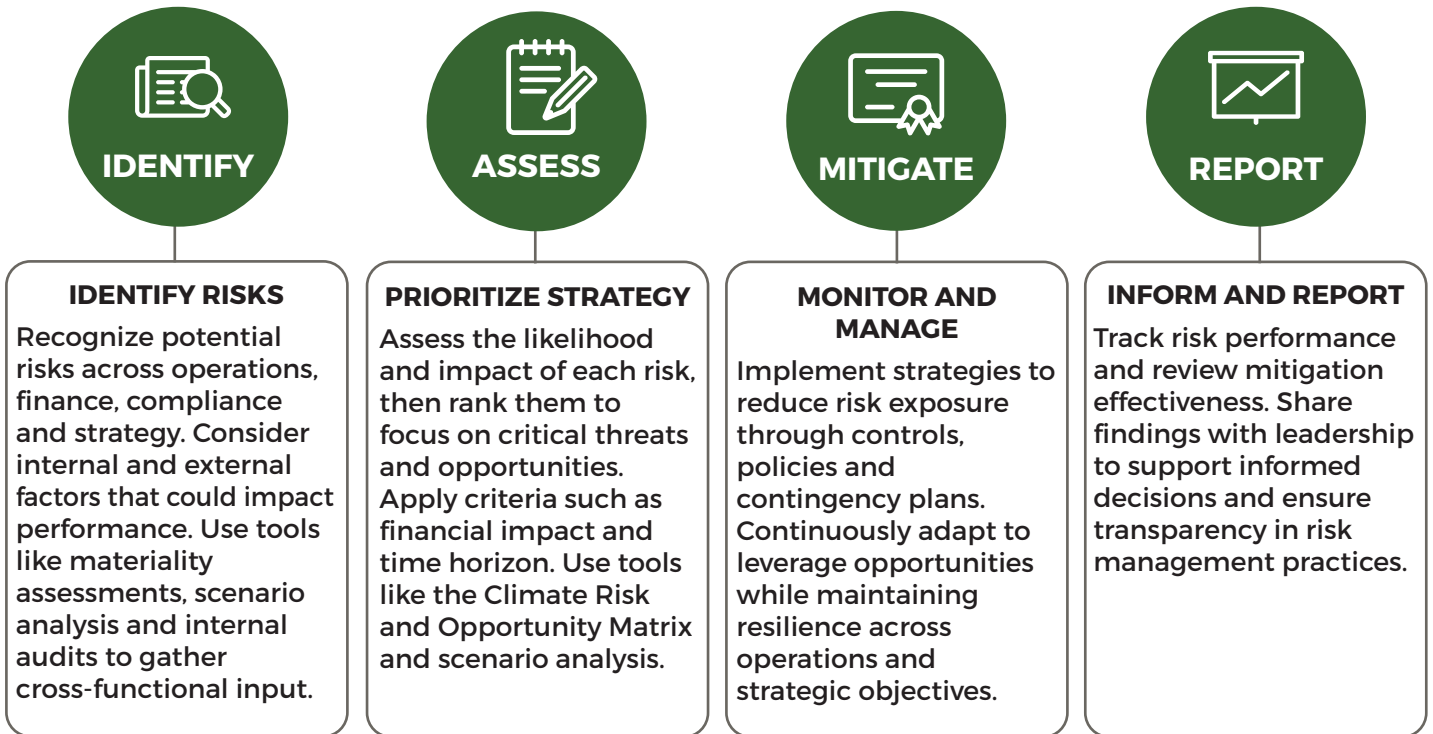 IDENTIFY
ASSESS
MITIGATE
REPORT
IDENTIFY RISKS
Recognize potential
risks across operations,
finance, compliance
and strategy. Consider
internal and external
factors that could impact
performance. Use tools
like materiality
assessments, scenario
analysis and internal
audits to gather
cross-functional input.
PRIORITIZE STRATEGY
Assess the likelihood
and impact of each risk,
then rank them to
focus on critical threats
and opportunities.
Apply criteria such as
financial impact and
time horizon. Use tools
like the Climate Risk
and Opportunity Matrix
and scenario analysis.
MONITOR AND
MANAGE
Implement strategies to
reduce risk exposure
through controls,
policies and
contingency plans.
Continuously adapt to
leverage opportunities
while maintaining
resilience across
operations and
strategic objectives.
INFORM AND REPORT
Track risk performance
and review mitigation
effectiveness. Share
findings with leadership
to support informed
decisions and ensure
transparency in risk
management practices.